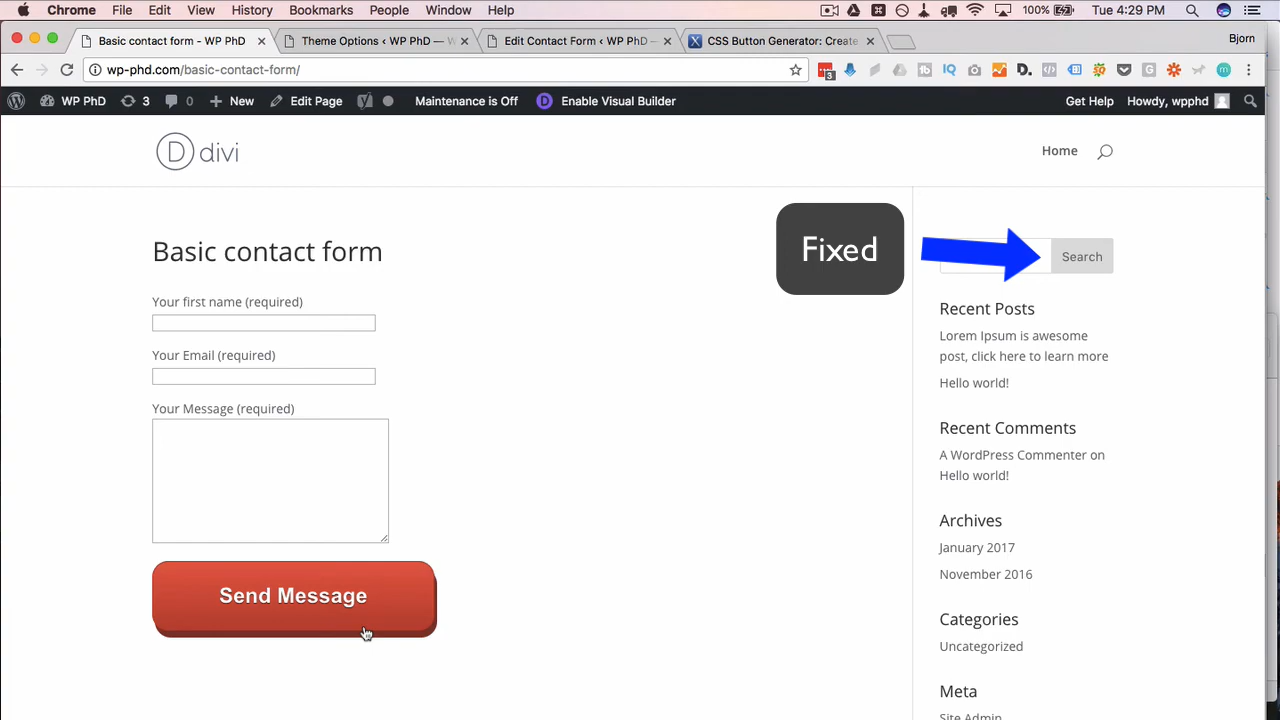 Chrome File Edit View History Bookmarks People Window Help 100% Tue 4:29 PM
Basic contact form - WP PhD Theme Options ‹ WP PhD — W Edit Contact Form ‹ WP PhD — CSS Button Generator: Create Bjorn
wp-phd.com/basic-contact-form/ 3
WP PhD 3 0 New Edit Page Maintenance is Off D Enable Visual Builder Get Help Howdy, wpphd
D divi
Home
Fixed
Search
Basic contact form
Your first name (required)
Your Email (required)
Your Message (required)
Send Message
Recent Posts
Lorem Ipsum is awesome
post, click here to learn more
Hello world!
Recent Comments
A WordPress Commenter on
Hello world!
Archives
January 2017
November 2016
Categories
Uncategorized
Meta
Site Admin